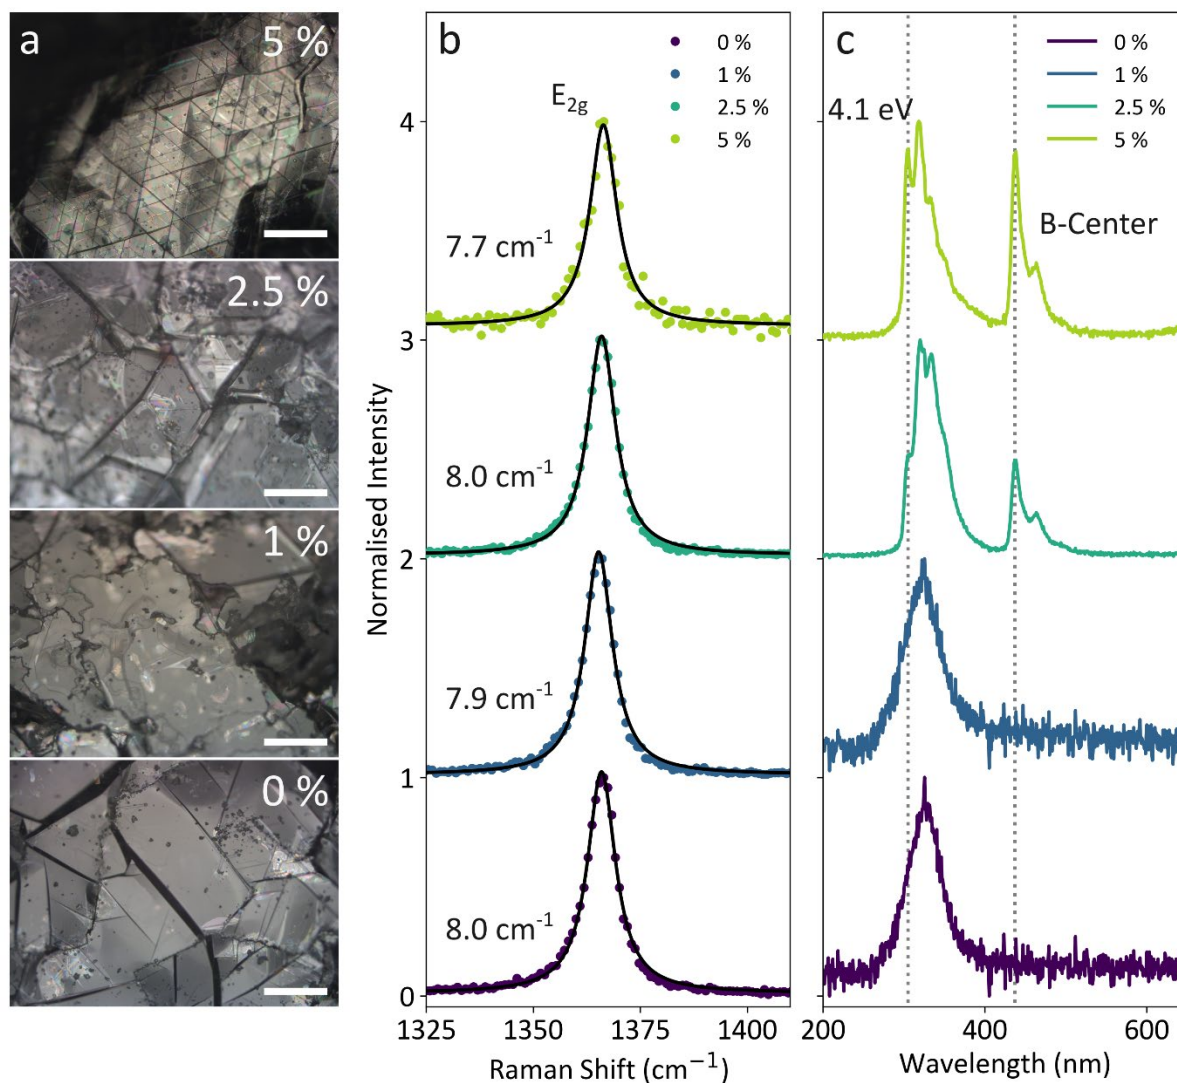 a
5 %
2.5 %
1 %
0 %
b
0 %
1 %
2.5 %
5 %
E2g
7.7 cm⁻¹
8.0 cm⁻¹
7.9 cm⁻¹
8.0 cm⁻¹
Normalised Intensity
4
3
2
1
0
1325 1350 1375 1400
Raman Shift (cm⁻¹)
c
0 %
1 %
2.5 %
5 %
4.1 eV
B-Center
200 400 600
Wavelength (nm)